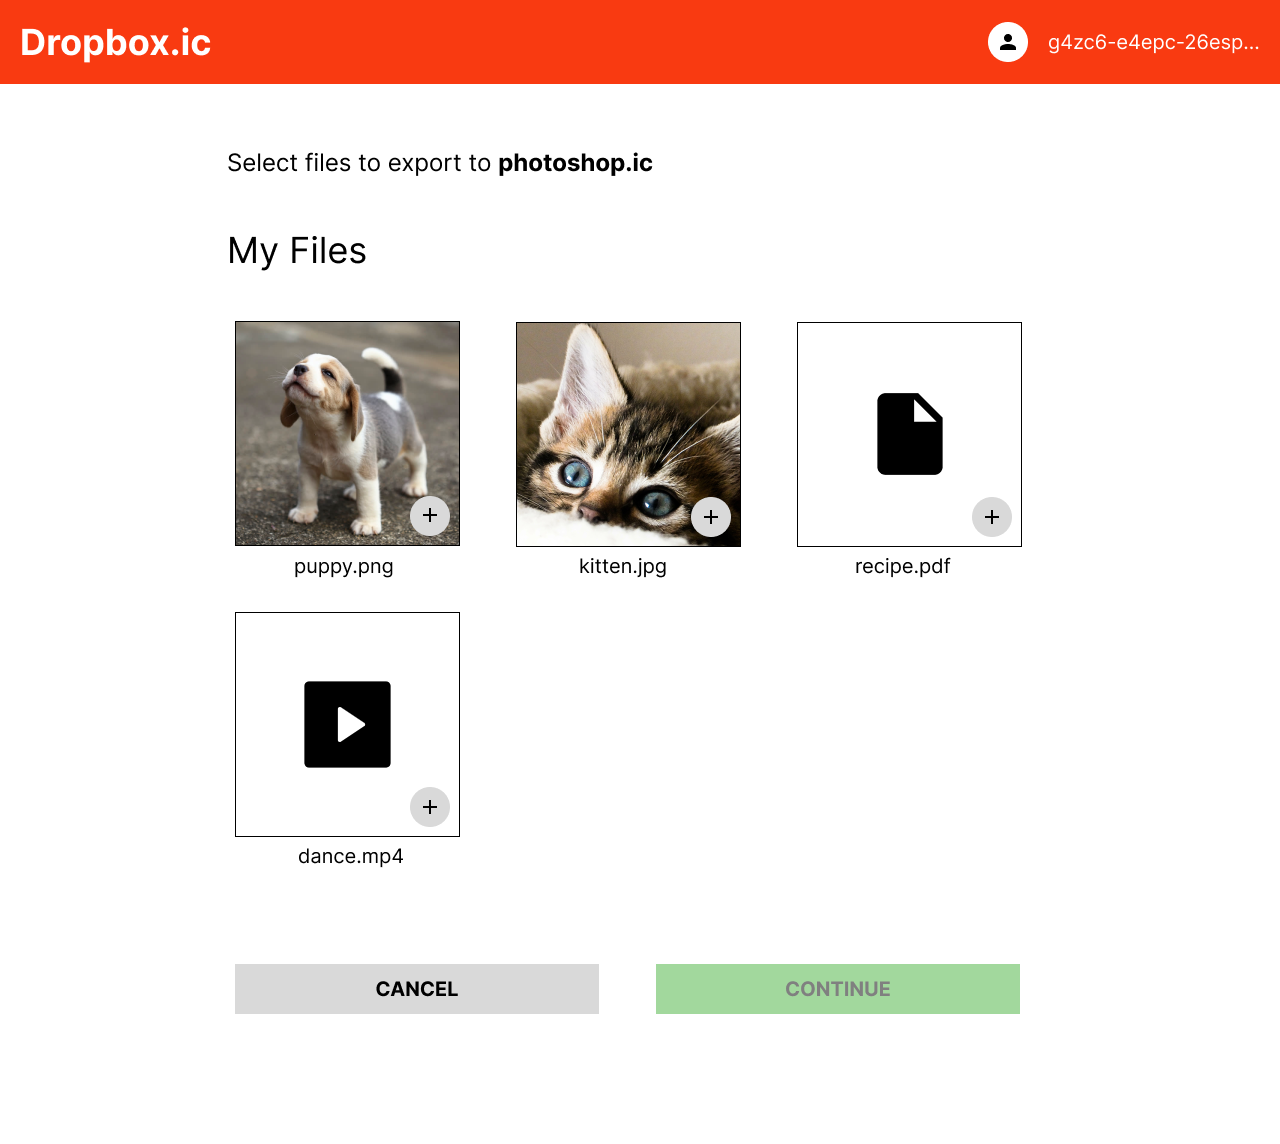 Dropbox.ic
g4zc6-e4epc-26esp...
Select files to export to photoshop.ic
My Files
puppy.png
kitten.jpg
recipe.pdf
dance.mp4
CANCEL
CONTINUE